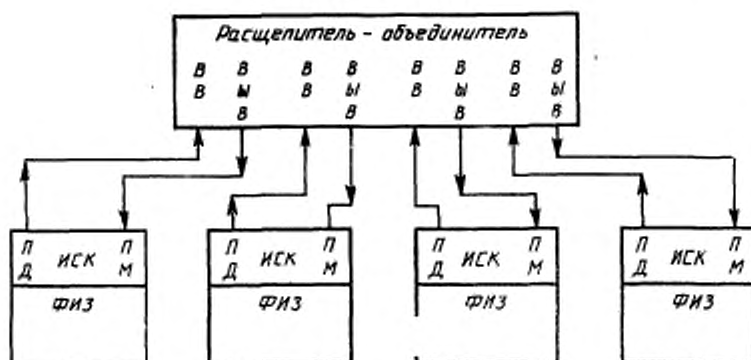 Расщепитель - объединитель
В В В В В В В В
В Ы В Ы В Ы В Ы
В В В В
П ИСК П П ИСК П П ИСК П П ИСК П
Д М Д М Д М Д М
ФИЗ ФИЗ ФИЗ ФИЗ